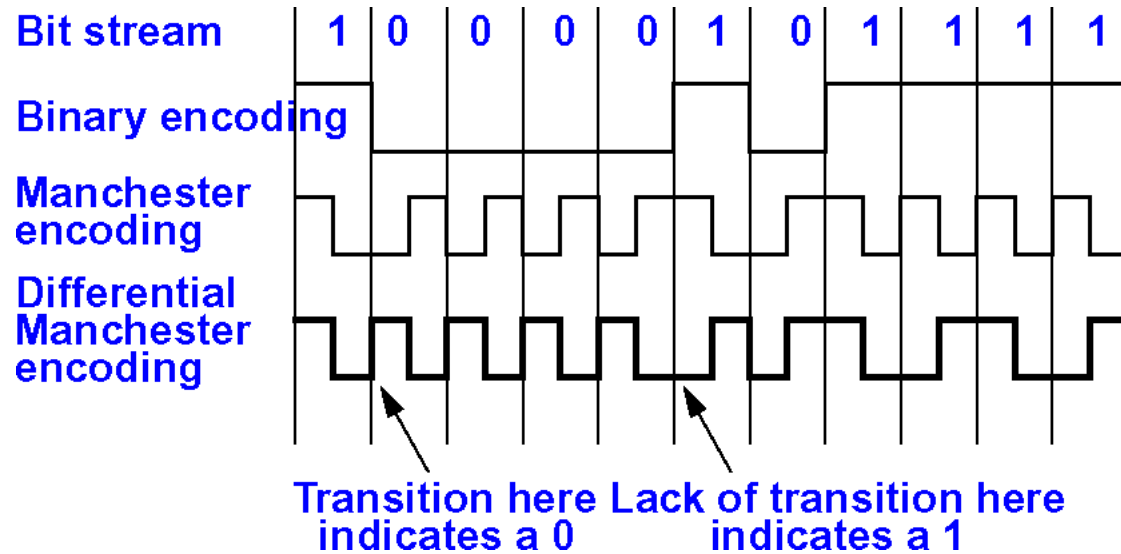 Bit stream 1 0 0 0 0 1 0 1 1 1 1
Binary encoding
Manchester
encoding
Differential
Manchester
encoding
Transition here
indicates a 0
Lack of transition here
indicates a 1